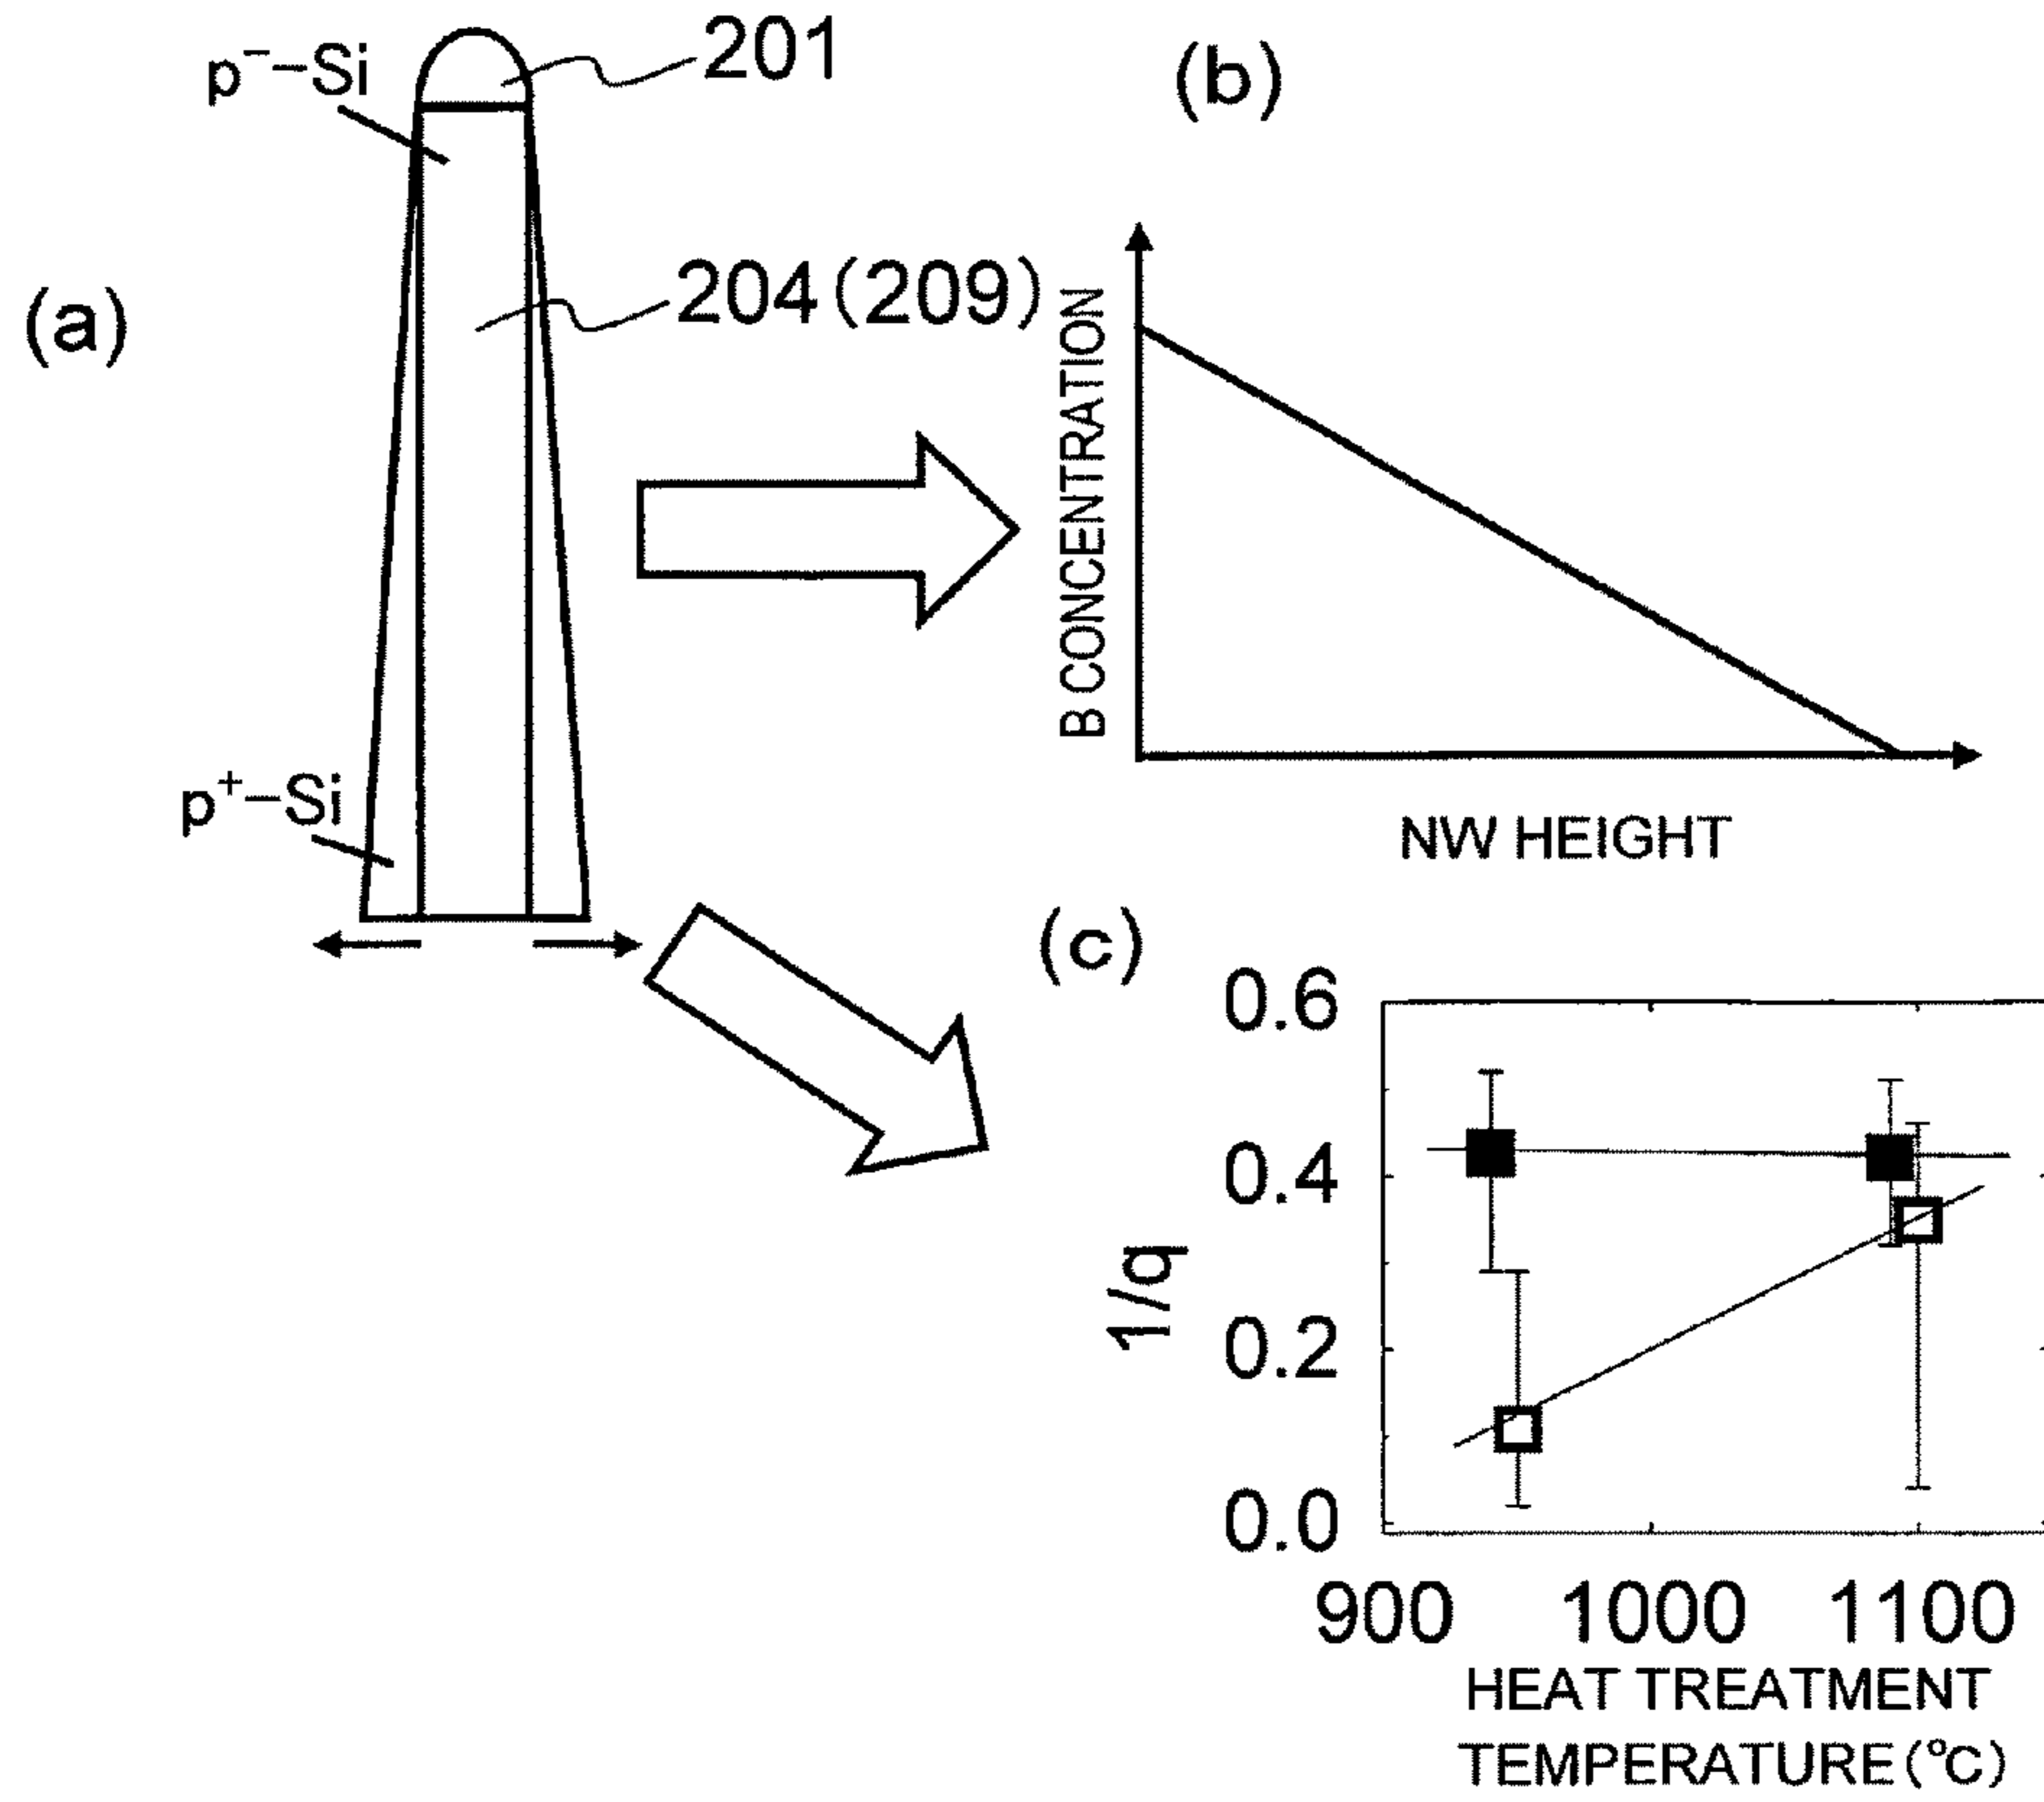 201
p⁻–Si
(b)
(a)
204(209)
B CONCENTRATION
p⁺–Si
NW HEIGHT
(c)
0.6
0.4
0.2
0.0
1/q
900 1000 1100
HEAT TREATMENT
TEMPERATURE(°C)